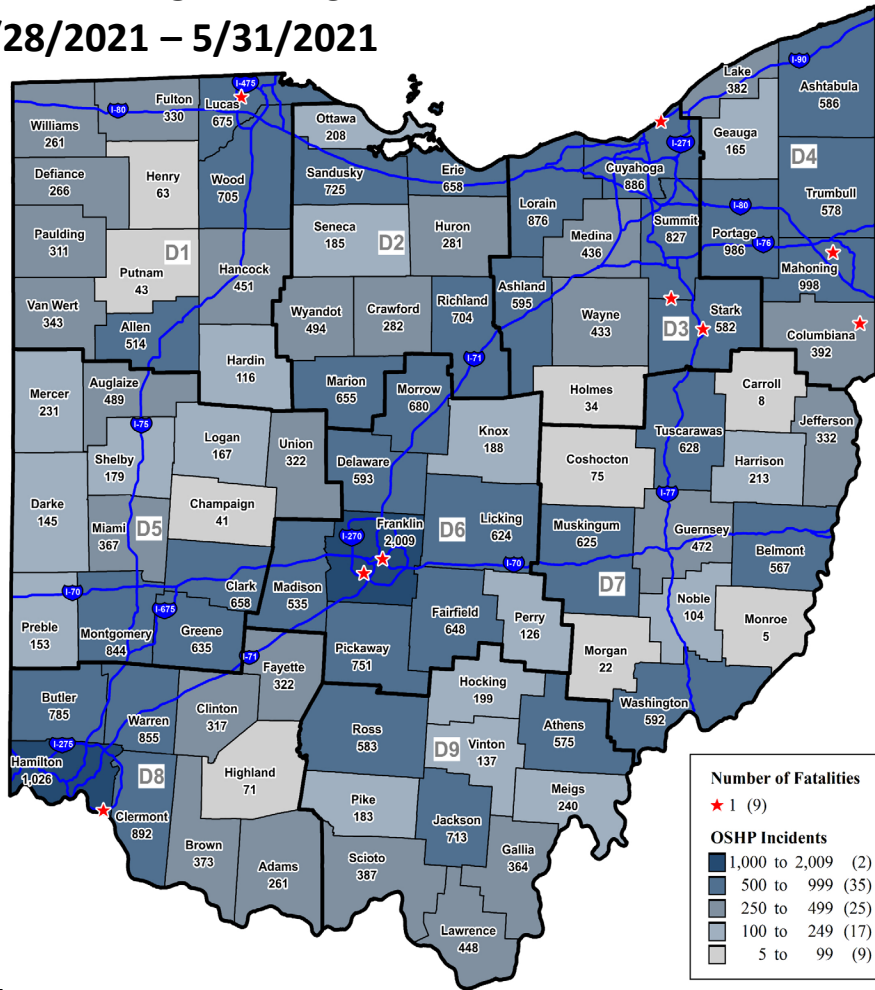 /28/2021 – 5/31/2021
I-475
I-90
Lake
382
Ashtabula
586
Fulton
330
Lucas
675
I-80
Williams
261
Ottawa
208
Geauga
165
I-271
D4
Defiance
266
Henry
63
Wood
705
Sandusky
725
Erie
658
Cuyahoga
886
Lorain
876
Trumbull
578
I-80
Paulding
311
D1
Seneca
185
D2
Huron
281
Medina
436
Summit
827
Portage
986
I-76
Putnam
43
Hancock
451
Mahoning
998
Van Wert
343
Allen
514
Wyandot
494
Crawford
282
Richland
704
Ashland
595
Wayne
433
D3
Stark
582
Columbiana
392
Hardin
116
I-71
Mercer
231
Auglaize
489
Marion
655
Morrow
680
Holmes
34
Carroll
8
I-75
Logan
167
Union
322
Knox
188
Tuscarawas
628
Jefferson
332
Shelby
179
Delaware
593
Coshocton
75
Harrison
213
Darke
145
Champaign
41
I-77
Miami
367
D5
Franklin
2,009
I-270
D6
Licking
624
Muskingum
625
Guernsey
472
Belmont
567
I-70
Clark
658
Madison
535
I-70
D7
I-675
Preble
153
Montgomery
844
Greene
635
Fairfield
648
Perry
126
Noble
104
Monroe
5
I-71
Fayette
322
Pickaway
751
Morgan
22
Butler
785
Warren
855
Clinton
317
Hocking
199
Washington
592
I-275
Hamilton
1,026
D8
Highland
71
Ross
583
D9
Vinton
137
Athens
575
Clermont
892
Pike
183
Jackson
713
Meigs
240
Brown
373
Adams
261
Scioto
387
Gallia
364
Lawrence
448
Number of Fatalities
1 (9)
OSHP Incidents
1,000 to 2,009 (2)
500 to 999 (35)
250 to 499 (25)
100 to 249 (17)
5 to 99 (9)